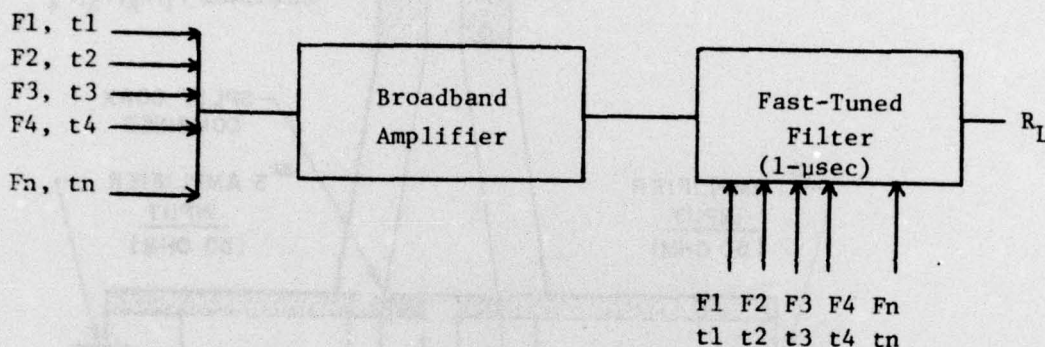 F1, t1
F2, t2
F3, t3
F4, t4
Fn, tn
Broadband
Amplifier
Fast-Tuned
Filter
(1-μsec)
R_L
F1 F2 F3 F4 Fn
t1 t2 t3 t4 tn